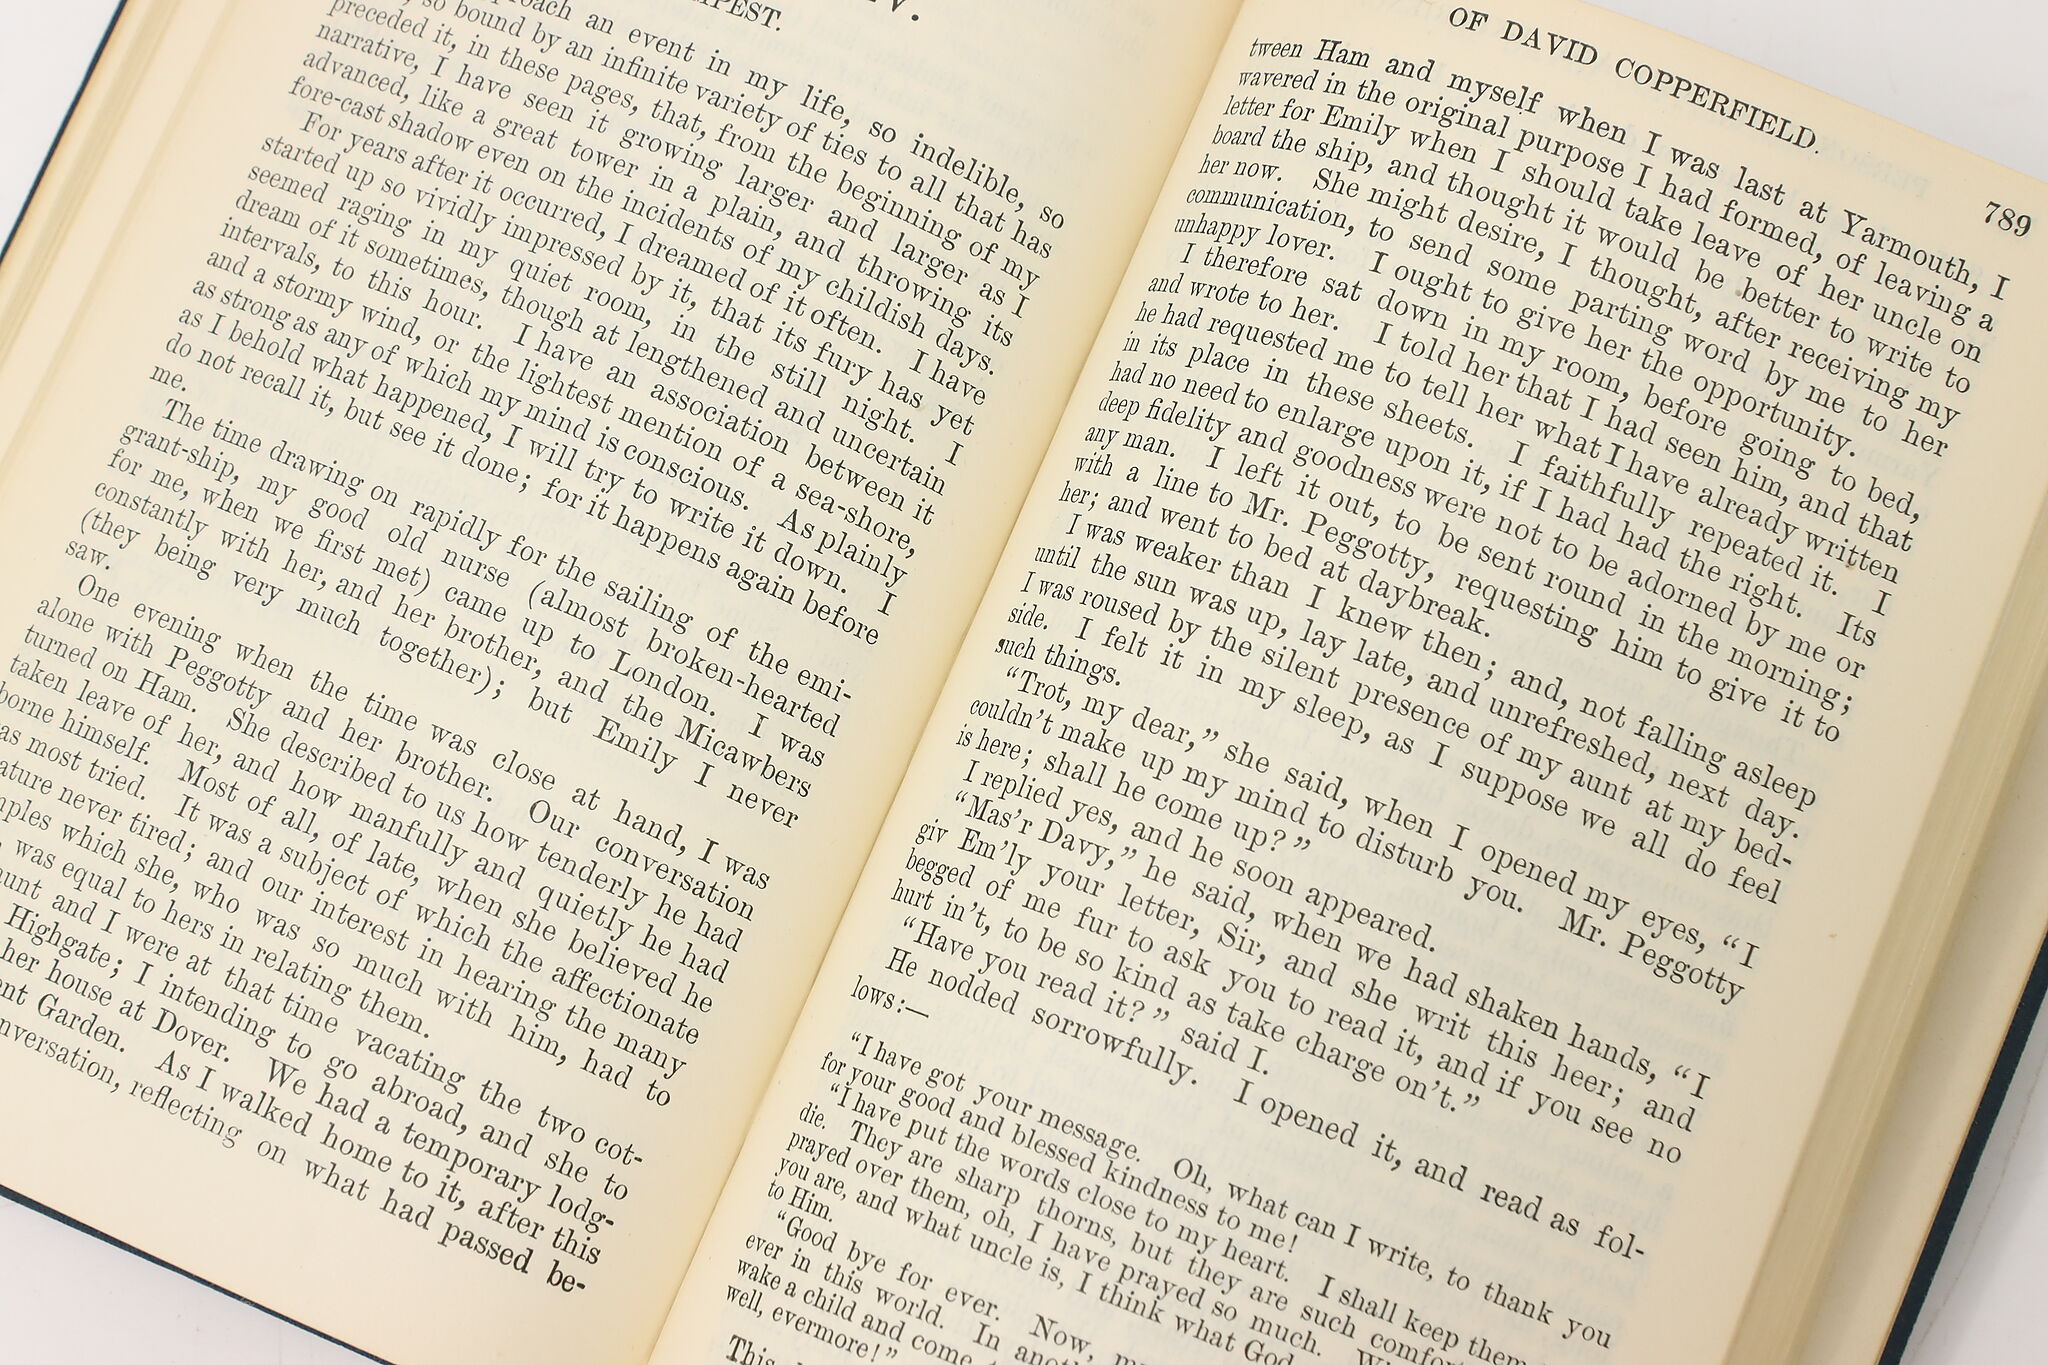 V.
PEST.
approach an event in my life, so indelible, so
so bound by an infinite variety of ties to all that has
preceded it, in these pages, that, from the beginning of my
narrative, I have seen it growing larger and larger as I
advanced, like a great tower in a plain, and throwing its
fore-cast shadow even on the incidents of my childish days.
For years after it occurred, I dreamed of it often. I have
started up so vividly impressed by it, that its fury has yet
seemed raging in my quiet room, in the still night. I
dream of it sometimes, though at lengthened and uncertain
intervals, to this hour. I have an association between it
and a stormy wind, or the lightest mention of a sea-shore,
as strong as any of which my mind is conscious. As plainly
as I behold what happened, I will try to write it down. I
do not recall it, but see it done; for it happens again before
me.
The time drawing on rapidly for the sailing of the emi-
grant-ship, my good old nurse (almost broken-hearted
for me, when we first met) came up to London. I was
constantly with her, and her brother, and the Micawbers
(they being very much together); but Emily I never
saw.
One evening when the time was close at hand, I was
alone with Peggotty and her brother. Our conversation
turned on Ham. She described to us how tenderly he had
taken leave of her, and how manfully and quietly he had
borne himself. Most of all, of late, when she believed he
as most tried. It was a subject of which the affectionate
ature never tired; and our interest in hearing the many
mples which she, who was so much with him, had to
, was equal to hers in relating them.
unt and I were at that time vacating the two cot-
Highgate; I intending to go abroad, and she to
her house at Dover. We had a temporary lodg-
ent Garden. As I walked home to it, after this
nversation, reflecting on what had passed be-
OF DAVID COPPERFIELD. 789
tween Ham and myself when I was last at Yarmouth, I
wavered in the original purpose I had formed, of leaving a
letter for Emily when I should take leave of her uncle on
board the ship, and thought it would be better to write to
her now. She might desire, I thought, after receiving my
communication, to send some parting word by me to her
unhappy lover. I ought to give her the opportunity.
I therefore sat down in my room, before going to bed,
and wrote to her. I told her that I had seen him, and that
he had requested me to tell her what I have already written
in its place in these sheets. I faithfully repeated it. I
had no need to enlarge upon it, if I had had the right. Its
deep fidelity and goodness were not to be adorned by me or
any man. I left it out, to be sent round in the morning;
with a line to Mr. Peggotty, requesting him to give it to
her; and went to bed at daybreak.
I was weaker than I knew then; and, not falling asleep
until the sun was up, lay late, and unrefreshed, next day.
I was roused by the silent presence of my aunt at my bed-
side. I felt it in my sleep, as I suppose we all do feel
such things.
“Trot, my dear,” she said, when I opened my eyes, “I
couldn’t make up my mind to disturb you. Mr. Peggotty
is here; shall he come up?”
I replied yes, and he soon appeared.
“Mas’r Davy,” he said, when we had shaken hands, “I
giv Em’ly your letter, Sir, and she writ this heer; and
begged of me fur to ask you to read it, and if you see no
hurt in’t, to be so kind as take charge on’t.”
“Have you read it?” said I.
He nodded sorrowfully. I opened it, and read as fol-
lows:—
“I have got your message. Oh, what can I write, to thank you
for your good and blessed kindness to me!
“I have put the words close to my heart. I shall keep them
die. They are sharp thorns, but they are such comfor
prayed over them, oh, I have prayed so much. Wh
you are, and what uncle is, I think what God
to Him.
“Good bye for ever. Now, m
ever in this world. In anoth
wake a child and come
well, evermore!”
This